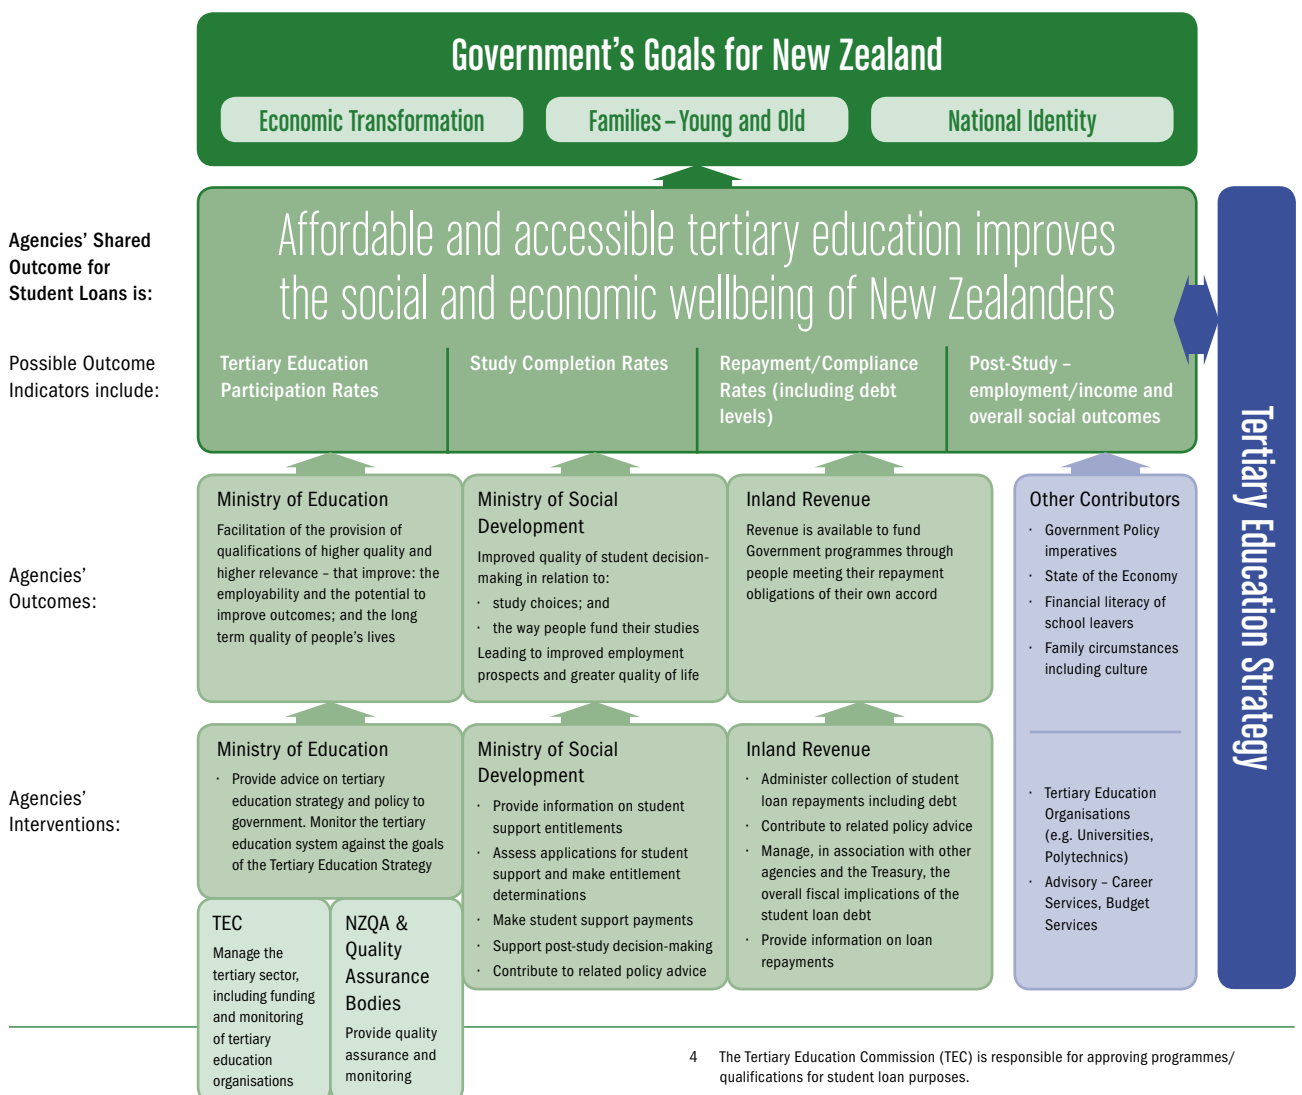 Government's Goals for New Zealand
Economic Transformation
Families – Young and Old
National Identity
Agencies' Shared
Outcome for
Student Loans is:
Affordable and accessible tertiary education improves
the social and economic wellbeing of New Zealanders
Possible Outcome
Indicators include:
Tertiary Education
Participation Rates
Study Completion Rates
Repayment/Compliance
Rates (including debt
levels)
Post-Study –
employment/income and
overall social outcomes
Tertiary Education Strategy
Agencies'
Outcomes:
Ministry of Education
Facilitation of the provision of
qualifications of higher quality and
higher relevance – that improve: the
employability and the potential to
improve outcomes; and the long
term quality of people's lives
Ministry of Social
Development
Improved quality of student decision-
making in relation to:
· study choices; and
· the way people fund their studies
Leading to improved employment
prospects and greater quality of life
Inland Revenue
Revenue is available to fund
Government programmes through
people meeting their repayment
obligations of their own accord
Other Contributors
· Government Policy
imperatives
· State of the Economy
· Financial literacy of
school leavers
· Family circumstances
including culture
Agencies'
Interventions:
Ministry of Education
· Provide advice on tertiary
education strategy and policy to
government. Monitor the tertiary
education system against the goals
of the Tertiary Education Strategy
TEC
Manage the
tertiary sector,
including funding
and monitoring
of tertiary
education
organisations
NZQA &
Quality
Assurance
Bodies
Provide quality
assurance and
monitoring
Ministry of Social
Development
· Provide information on student
support entitlements
· Assess applications for student
support and make entitlement
determinations
· Make student support payments
· Support post-study decision-making
· Contribute to related policy advice
Inland Revenue
· Administer collection of student
loan repayments including debt
· Contribute to related policy advice
· Manage, in association with other
agencies and the Treasury, the
overall fiscal implications of the
student loan debt
· Provide information on loan
repayments
· Tertiary Education
Organisations
(e.g. Universities,
Polytechnics)
· Advisory – Career
Services, Budget
Services
4 The Tertiary Education Commission (TEC) is responsible for approving programmes/
qualifications for student loan purposes.